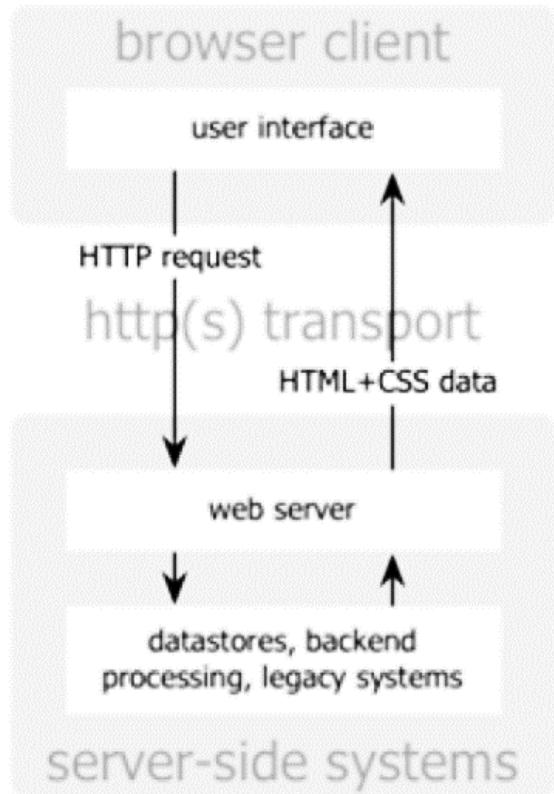 browser client
user interface
HTTP request
http(s) transport
HTML+CSS data
web server
datastores, backend
processing, legacy systems
server-side systems